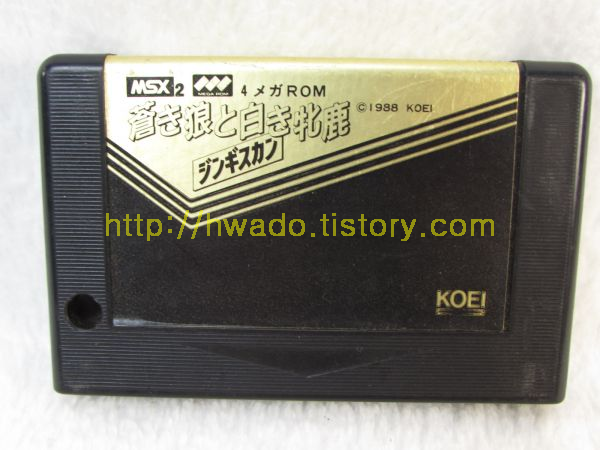 MSX 2 MEGA ROM 4メガROM
蒼き狼と白き牝鹿 ©1988 KOEI
ジンギスカン
http://hwado.tistory.com
KOEI